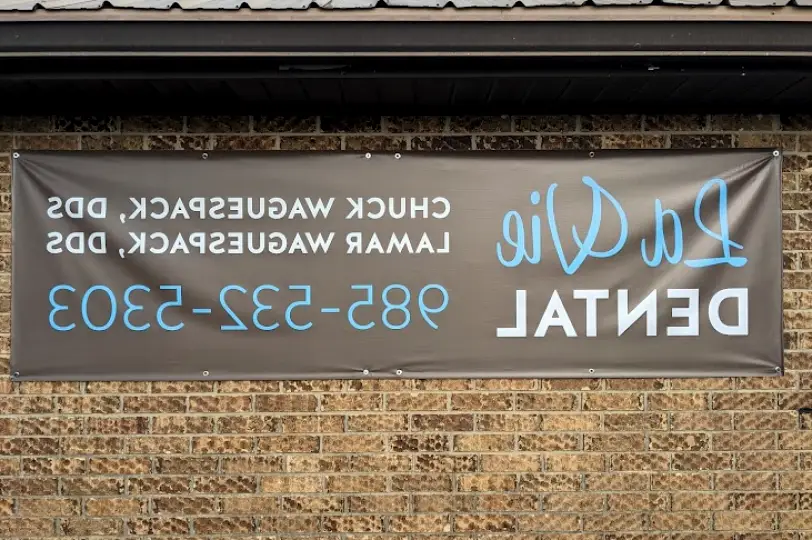 La Vie
DENTAL
CHUCK WAGUESPACK, DDS
LAMAR WAGUESPACK, DDS
985-532-5303